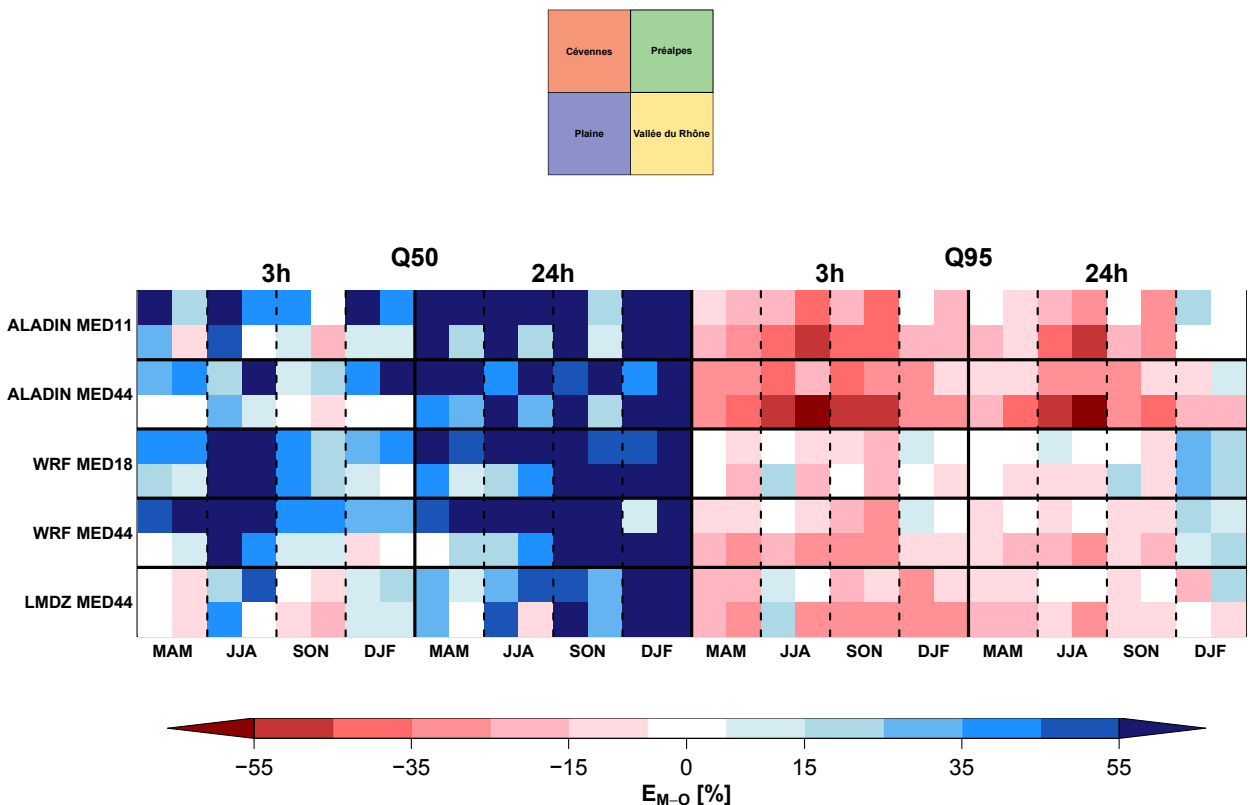 Cévennes Préalpes
Plaine Vallée du Rhône
Q50 Q95
3h 24h 3h 24h
ALADIN MED11
ALADIN MED44
WRF MED18
WRF MED44
LMDZ MED44
MAM JJA SON DJF MAM JJA SON DJF MAM JJA SON DJF MAM JJA SON DJF
−55 −35 −15 0 15 35 55
E_M−O [%]